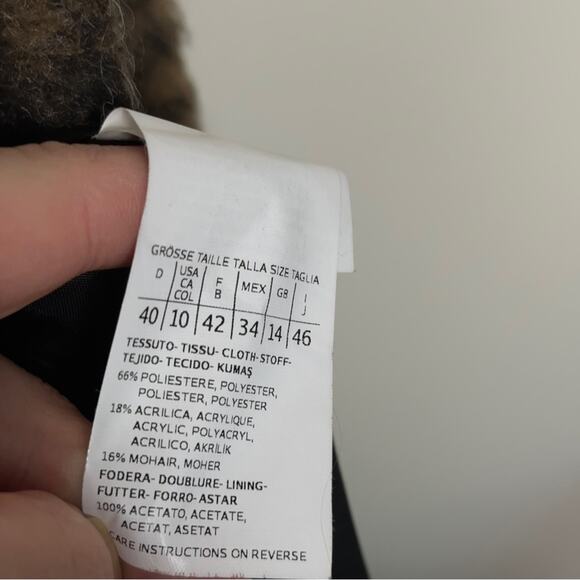 GRÖSSE TAILLE TALLA SIZE TAGLIA
D | USA CA COL | F B | MEX | GB | I J
40 | 10 | 42 | 34 | 14 | 46
TESSUTO- TISSU- CLOTH-STOFF-
TEJIDO- TECIDO- KUMAŞ
66% POLIESTERE, POLYESTER,
POLIESTER, POLYESTER
18% ACRILICA, ACRYLIQUE,
ACRYLIC, POLYACRYL,
ACRILICO, AKRİLİK
16% MOHAIR, MOHER
FODERA- DOUBLURE- LINING-
FUTTER- FORRO- ASTAR
100% ACETATO, ACETATE,
ACETAT, ASETAT
CARE INSTRUCTIONS ON REVERSE